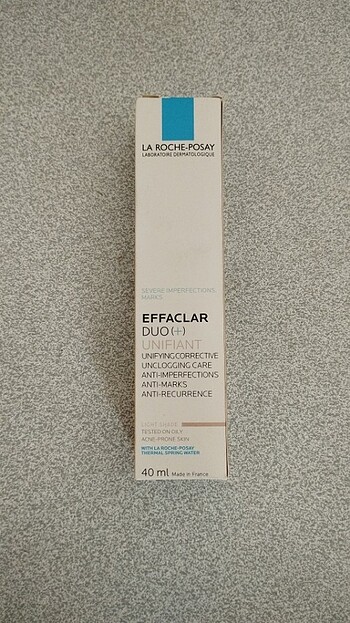 LA ROCHE-POSAY
LABORATOIRE DERMATOLOGIQUE
SEVERE IMPERFECTIONS
MARKS
EFFACLAR
DUO(+)
UNIFIANT
UNIFYING CORRECTIVE
UNCLOGGING CARE
ANTI-IMPERFECTIONS
ANTI-MARKS
ANTI-RECURRENCE
LIGHT SHADE
TESTED ON OILY
ACNE-PRONE SKIN
WITH LA ROCHE-POSAY
THERMAL SPRING WATER
40 ml Made in France